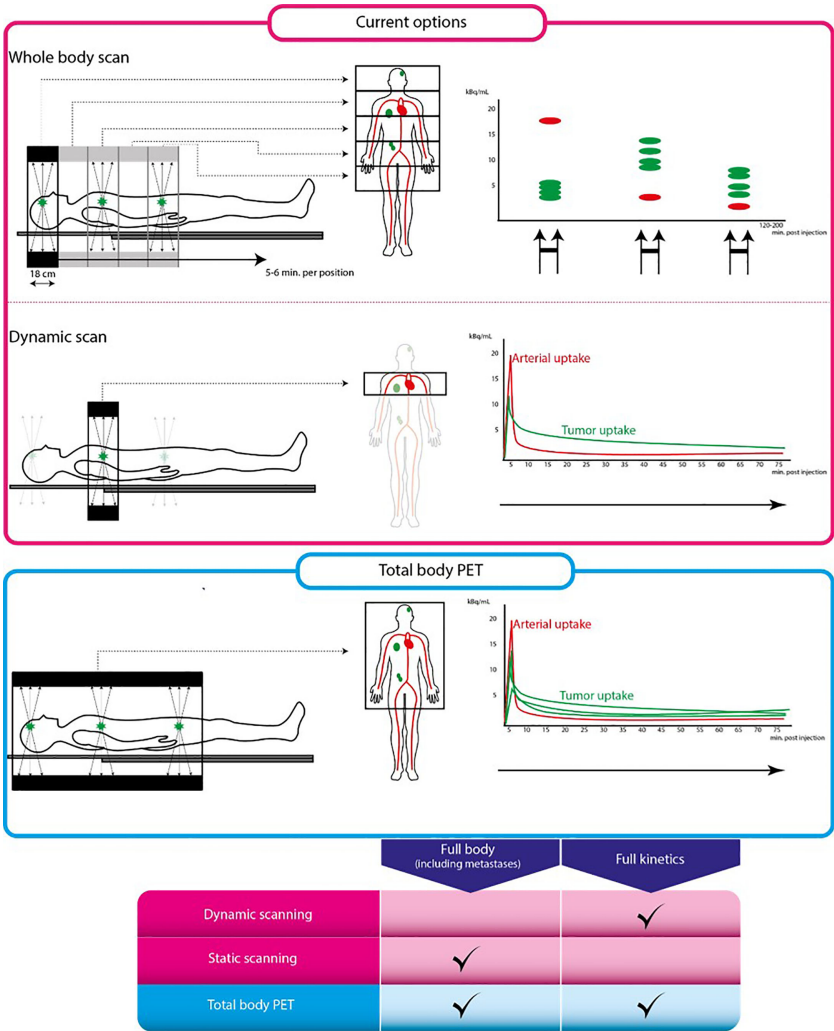 Current options
Whole body scan
18 cm
5-6 min. per position
kBq/mL
20
15
10
5
120-200
min. post injection
Dynamic scan
kBq/mL
20
15
10
5
Arterial uptake
Tumor uptake
5 10 15 20 25 30 35 40 45 50 55 60 65 70 75
min. post injection
Total body PET
kBq/mL
20
15
10
5
Arterial uptake
Tumor uptake
5 10 15 20 25 30 35 40 45 50 55 60 65 70 75
min. post injection
Full body
(including metastases)
Full kinetics
Dynamic scanning
Static scanning
Total body PET